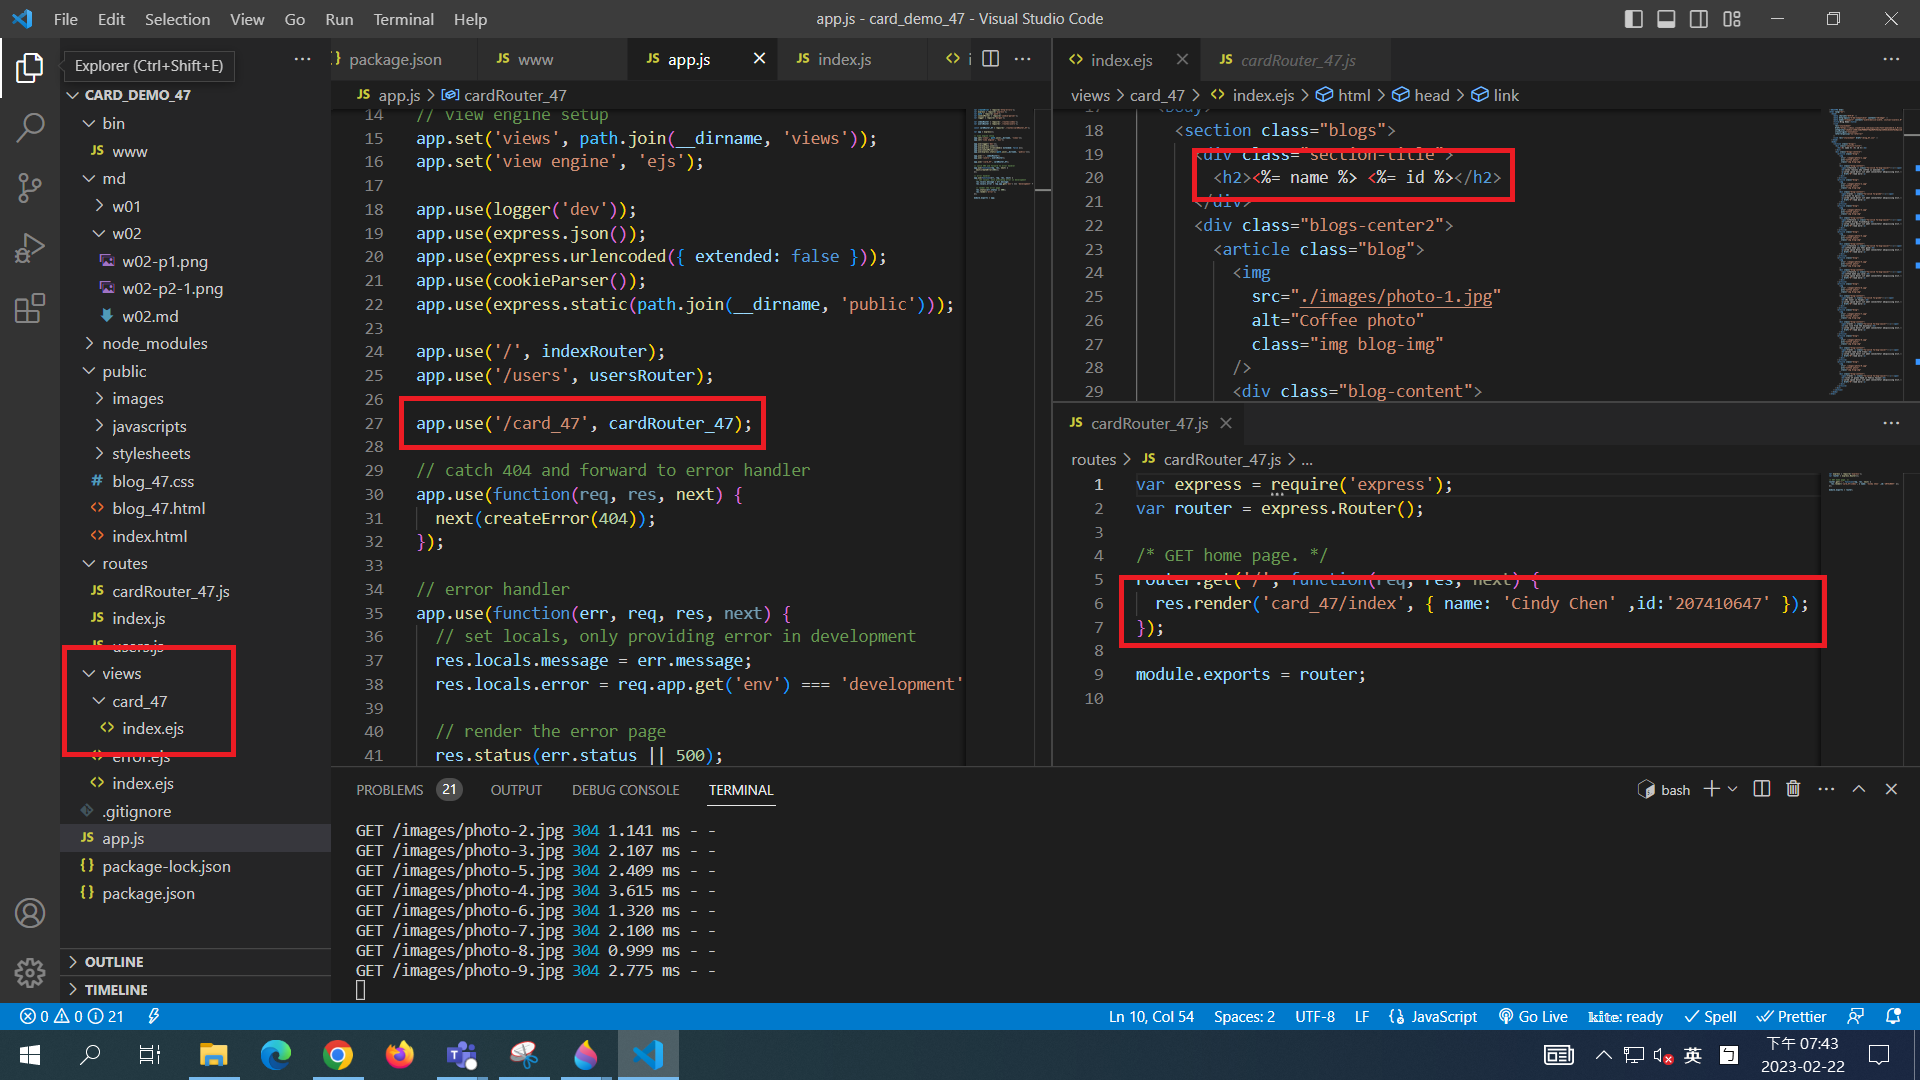 File Edit Selection View Go Run Terminal Help
app.js - card_demo_47 - Visual Studio Code
Explorer (Ctrl+Shift+E)
CARD_DEMO_47
bin
JS www
md
w01
w02
w02-p1.png
w02-p2-1.png
w02.md
node_modules
public
images
javascripts
stylesheets
# blog_47.css
<> blog_47.html
<> index.html
routes
JS cardRouter_47.js
JS index.js
JS users.js
views
card_47
<> index.ejs
<> error.ejs
<> index.ejs
.gitignore
JS app.js
{} package-lock.json
{} package.json
OUTLINE
TIMELINE
package.json JS www JS app.js JS index.js
JS app.js > cardRouter_47
14 // view engine setup
15 app.set('views', path.join(__dirname, 'views'));
16 app.set('view engine', 'ejs');
17
18 app.use(logger('dev'));
19 app.use(express.json());
20 app.use(express.urlencoded({ extended: false }));
21 app.use(cookieParser());
22 app.use(express.static(path.join(__dirname, 'public')));
23
24 app.use('/', indexRouter);
25 app.use('/users', usersRouter);
26
27 app.use('/card_47', cardRouter_47);
28
29 // catch 404 and forward to error handler
30 app.use(function(req, res, next) {
31 next(createError(404));
32 });
33
34 // error handler
35 app.use(function(err, req, res, next) {
36 // set locals, only providing error in development
37 res.locals.message = err.message;
38 res.locals.error = req.app.get('env') === 'development'
39
40 // render the error page
41 res.status(err.status || 500);
<> index.ejs JS cardRouter_47.js
views > card_47 > <> index.ejs > html > head > link
17 <body>
18 <section class="blogs">
19 <div class="section-title">
20 <h2><%= name %> <%= id %></h2>
21 </div>
22 <div class="blogs-center2">
23 <article class="blog">
24 <img
25 src="./images/photo-1.jpg"
26 alt="Coffee photo"
27 class="img blog-img"
28 />
29 <div class="blog-content">
JS cardRouter_47.js
routes > JS cardRouter_47.js > ...
1 var express = require('express');
2 var router = express.Router();
3
4 /* GET home page. */
5 router.get('/', function(req, res, next) {
6 res.render('card_47/index', { name: 'Cindy Chen' ,id:'207410647' });
7 });
8
9 module.exports = router;
10
PROBLEMS 21 OUTPUT DEBUG CONSOLE TERMINAL
bash
GET /images/photo-2.jpg 304 1.141 ms - -
GET /images/photo-3.jpg 304 2.107 ms - -
GET /images/photo-5.jpg 304 2.409 ms - -
GET /images/photo-4.jpg 304 3.615 ms - -
GET /images/photo-6.jpg 304 1.320 ms - -
GET /images/photo-7.jpg 304 2.100 ms - -
GET /images/photo-8.jpg 304 0.999 ms - -
GET /images/photo-9.jpg 304 2.775 ms - -
0 0 21
Ln 10, Col 54 Spaces: 2 UTF-8 LF {} JavaScript Go Live kite: ready Spell Prettier
英 ㄅ
下午 07:43
2023-02-22